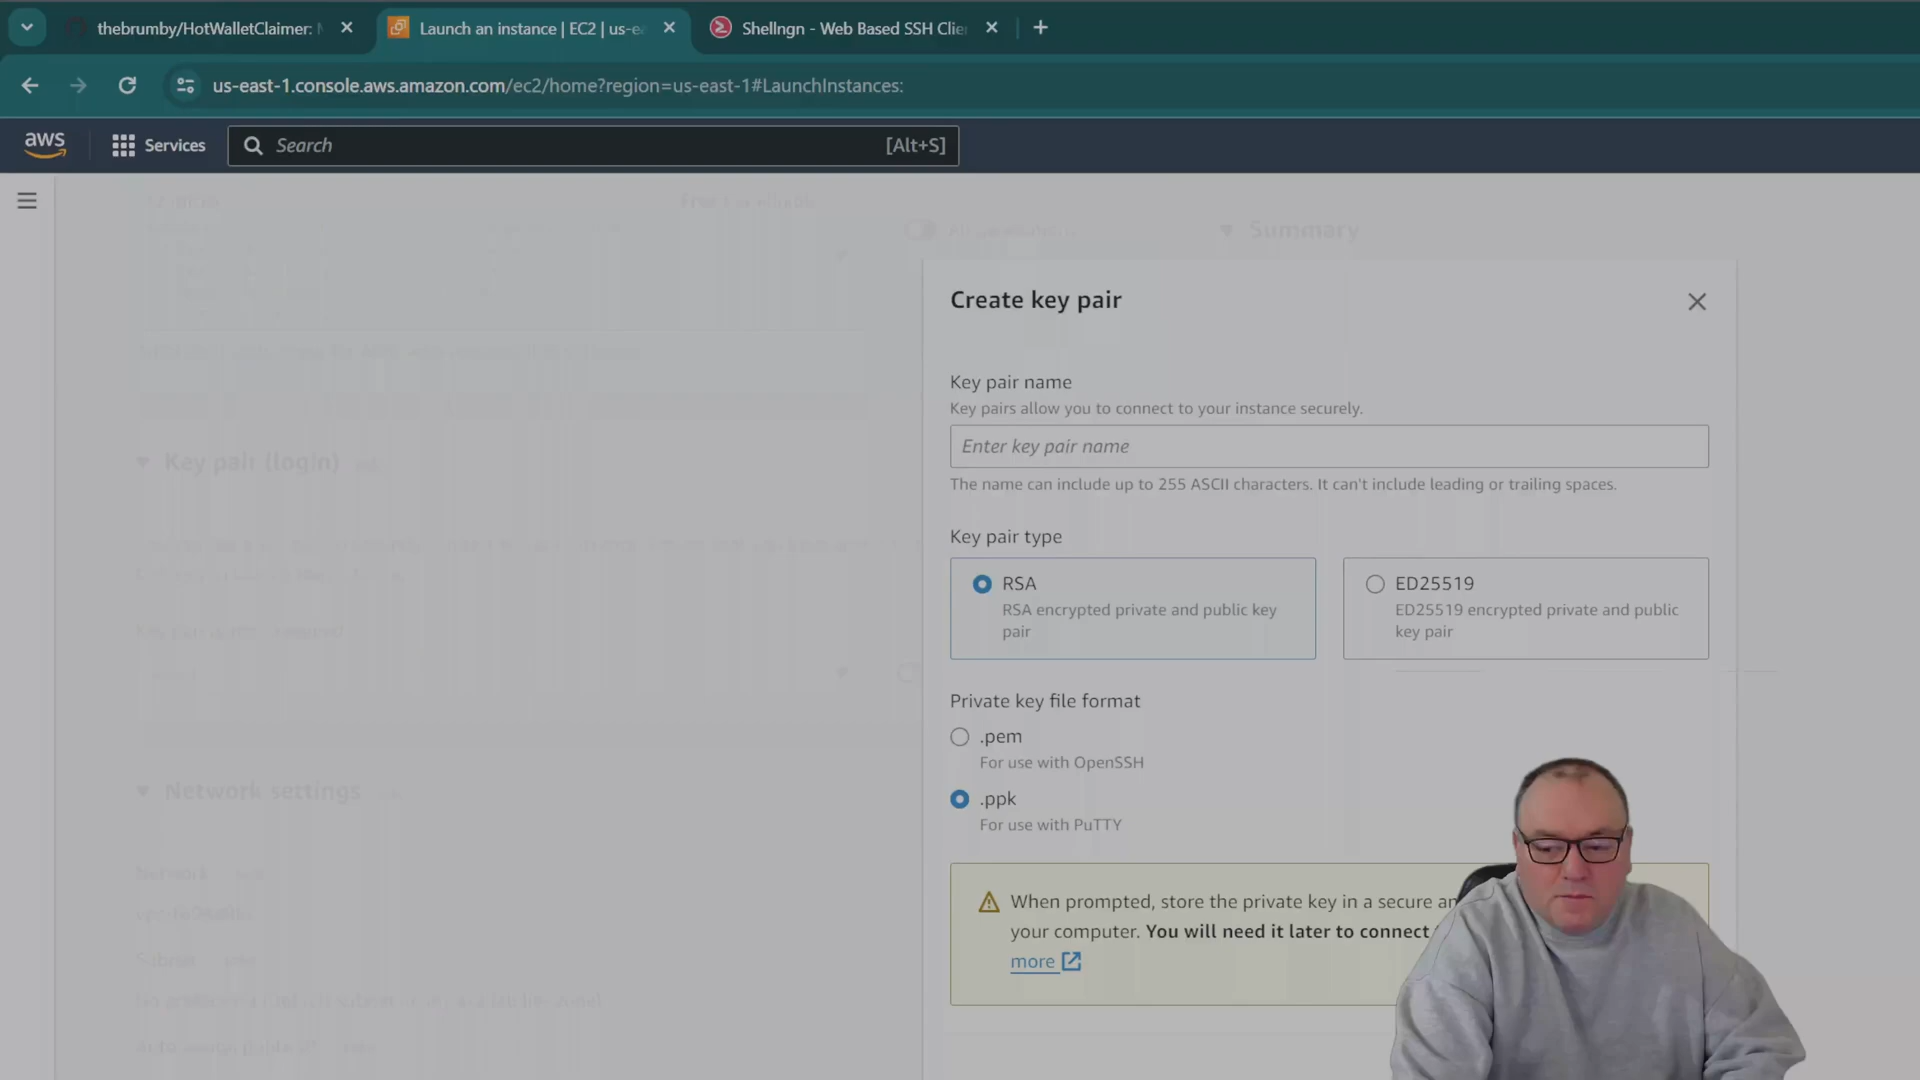 thebrumby/HotWalletClaimer:
Launch an instance | EC2 | us-ea
Shellngn - Web Based SSH Clie
us-east-1.console.aws.amazon.com/ec2/home?region=us-east-1#LaunchInstances:
aws
Services
Search
[Alt+S]
Summary
Create key pair
Key pair name
Key pairs allow you to connect to your instance securely.
Enter key pair name
The name can include up to 255 ASCII characters. It can't include leading or trailing spaces.
Key pair (login)
Key pair type
RSA
RSA encrypted private and public key
pair
ED25519
ED25519 encrypted private and public
key pair
Private key file format
.pem
For use with OpenSSH
.ppk
For use with PuTTY
Network settings
Network
Subnet
When prompted, store the private key in a secure an
your computer. You will need it later to connect
more